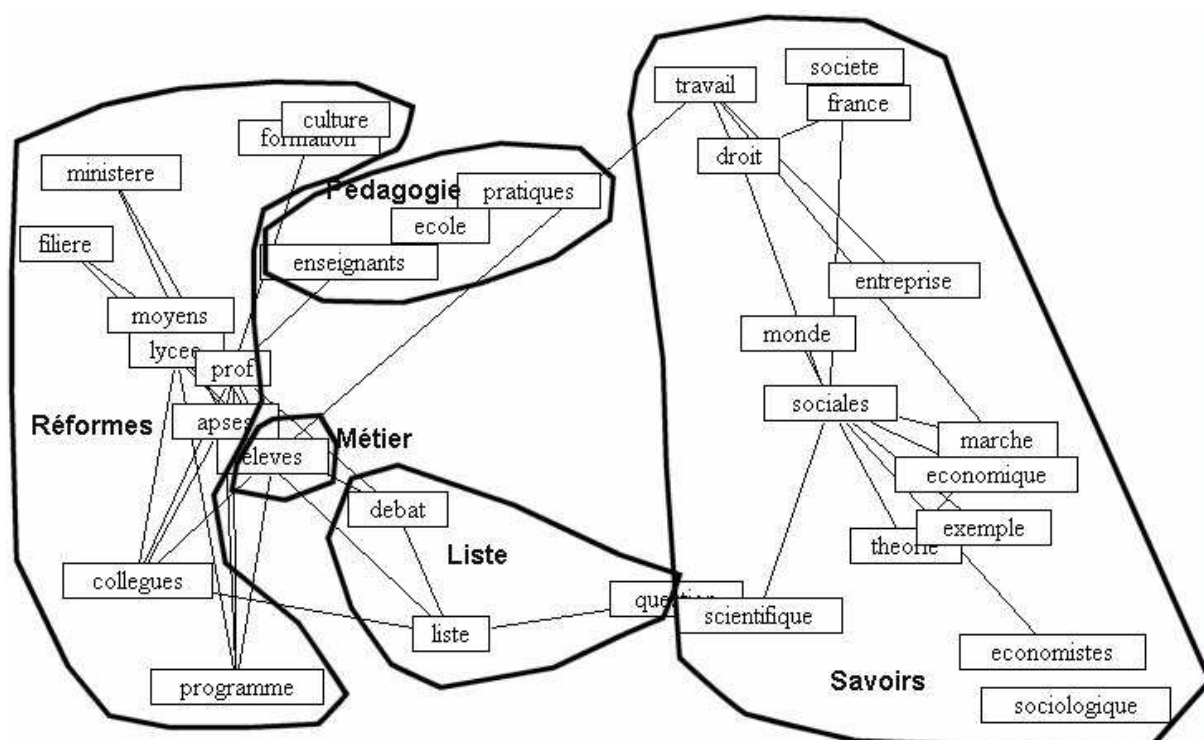 societe
travail
france
culture
formation
droit
ministere
Pédagogie
pratiques
ecole
filiere
enseignants
entreprise
moyens
monde
lycee
prof
sociales
Réformes
apses
Métier
marche
eleves
economique
debat
exemple
Liste
theorie
collegues
question
scientifique
liste
economistes
programme
Savoirs
sociologique